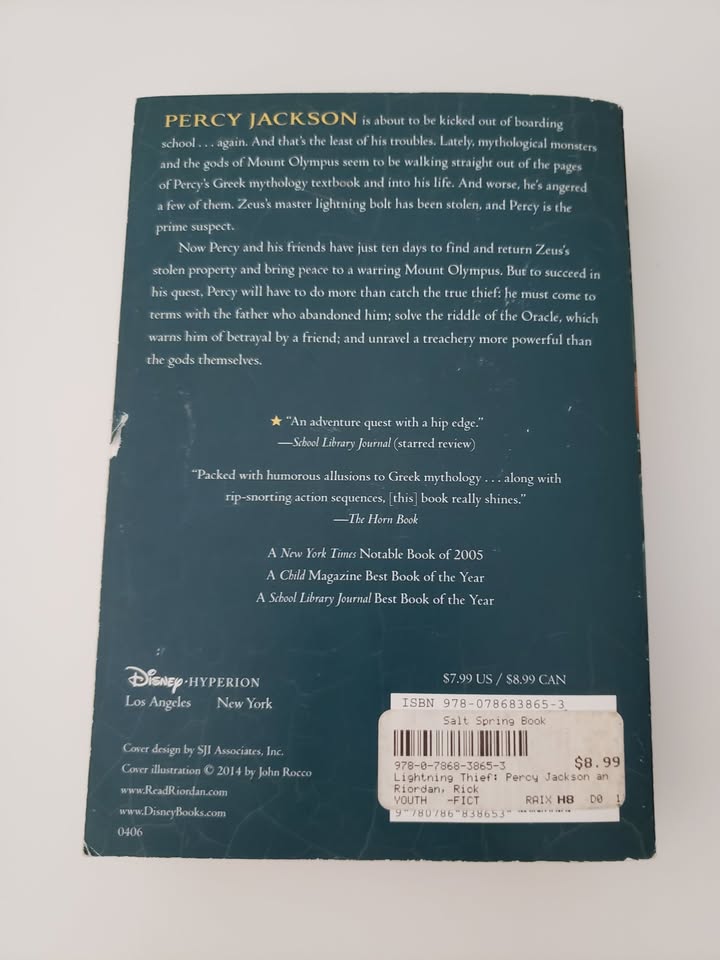 PERCY JACKSON is about to be kicked out of boarding
school . . . again. And that's the least of his troubles. Lately, mythological monsters
and the gods of Mount Olympus seem to be walking straight out of the pages
of Percy's Greek mythology textbook and into his life. And worse, he's angered
a few of them. Zeus's master lightning bolt has been stolen, and Percy is the
prime suspect.
Now Percy and his friends have just ten days to find and return Zeus's
stolen property and bring peace to a warring Mount Olympus. But to succeed in
his quest, Percy will have to do more than catch the true thief: he must come to
terms with the father who abandoned him; solve the riddle of the Oracle, which
warns him of betrayal by a friend; and unravel a treachery more powerful than
the gods themselves.
★ “An adventure quest with a hip edge.”
—School Library Journal (starred review)
“Packed with humorous allusions to Greek mythology . . . along with
rip-snorting action sequences, [this] book really shines.”
—The Horn Book
A New York Times Notable Book of 2005
A Child Magazine Best Book of the Year
A School Library Journal Best Book of the Year
Disney • HYPERION
Los Angeles New York
Cover design by SJI Associates, Inc.
Cover illustration © 2014 by John Rocco
www.ReadRiordan.com
www.DisneyBooks.com
0406
$7.99 US / $8.99 CAN
ISBN 978-078683865-3
Salt Spring Book
978-0-7868-3865-3 $8.99
Lightning Thief: Percy Jackson an
Riordan, Rick
YOUTH -FICT RAIX H8 D0 1
9 780786 838653